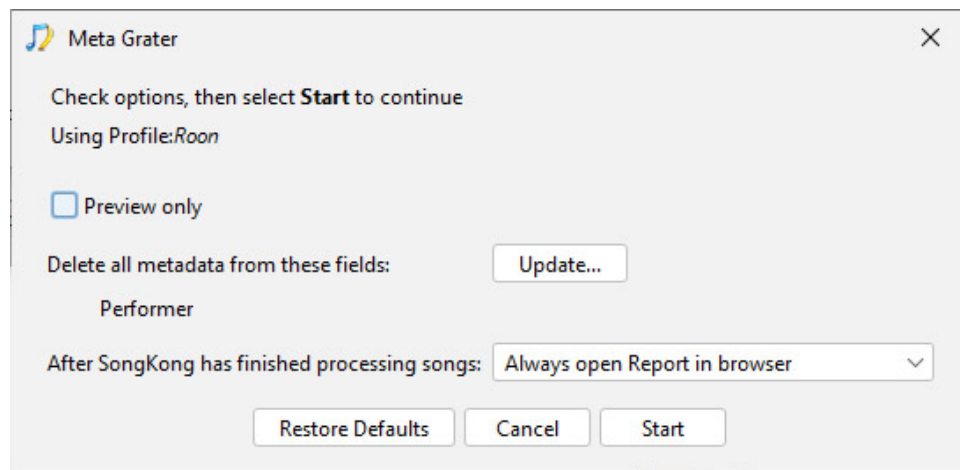 Meta Grater
Check options, then select Start to continue
Using Profile:Roon
Preview only
Delete all metadata from these fields: Update...
Performer
After SongKong has finished processing songs: Always open Report in browser
Restore Defaults Cancel Start